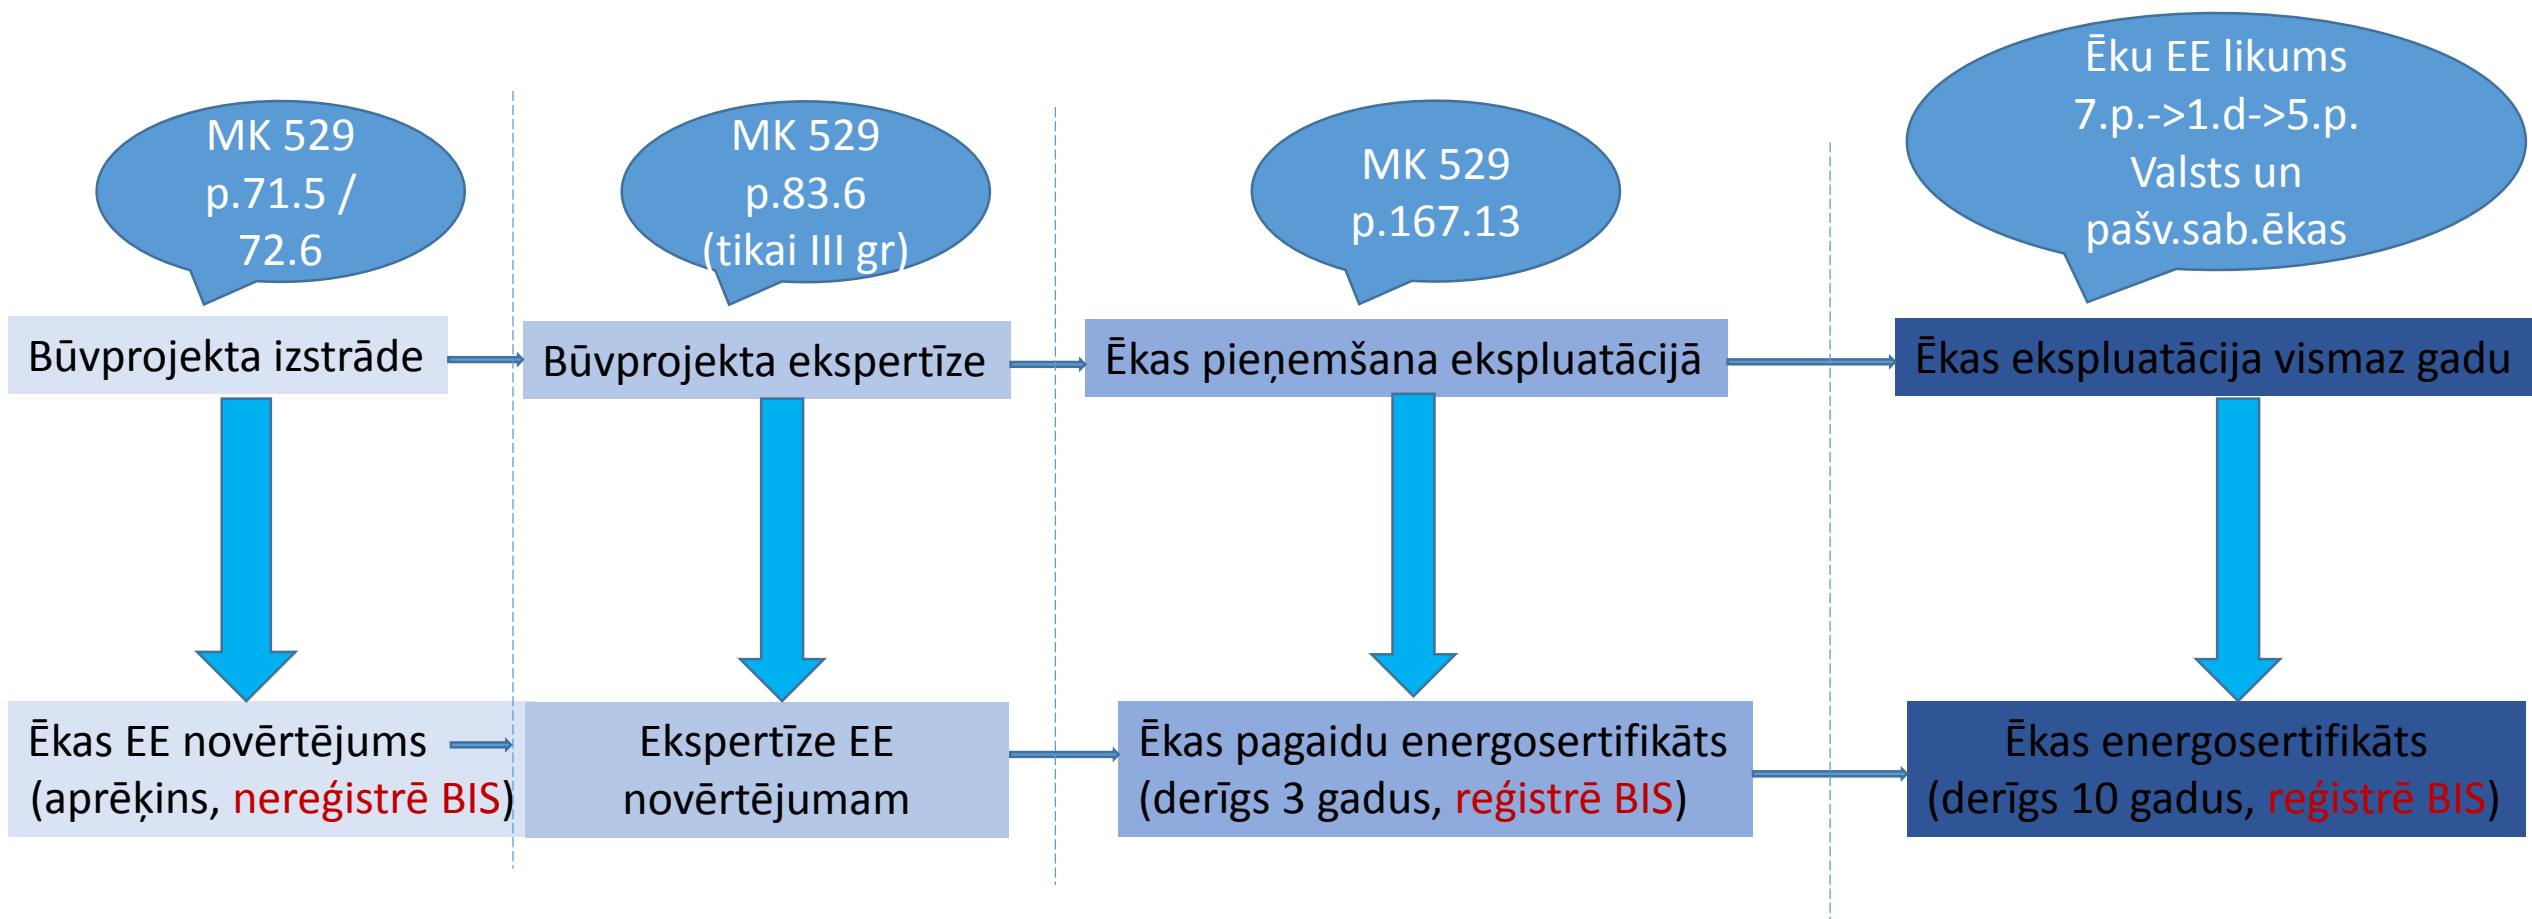 MK 529
p.71.5 /
72.6
MK 529
p.83.6
(tikai III gr)
MK 529
p.167.13
Ēku EE likums
7.p.->1.d->5.p.
Valsts un
pašv.sab.ēkas
Būvprojekta izstrāde
Būvprojekta ekspertīze
Ēkas pieņemšana ekspluatācijā
Ēkas ekspluatācija vismaz gadu
Ēkas EE novērtējums
(aprēķins, nereģistrē BIS)
Ekspertīze EE
novērtējumam
Ēkas pagaidu energosertifikāts
(derīgs 3 gadus, reģistrē BIS)
Ēkas energosertifikāts
(derīgs 10 gadus, reģistrē BIS)